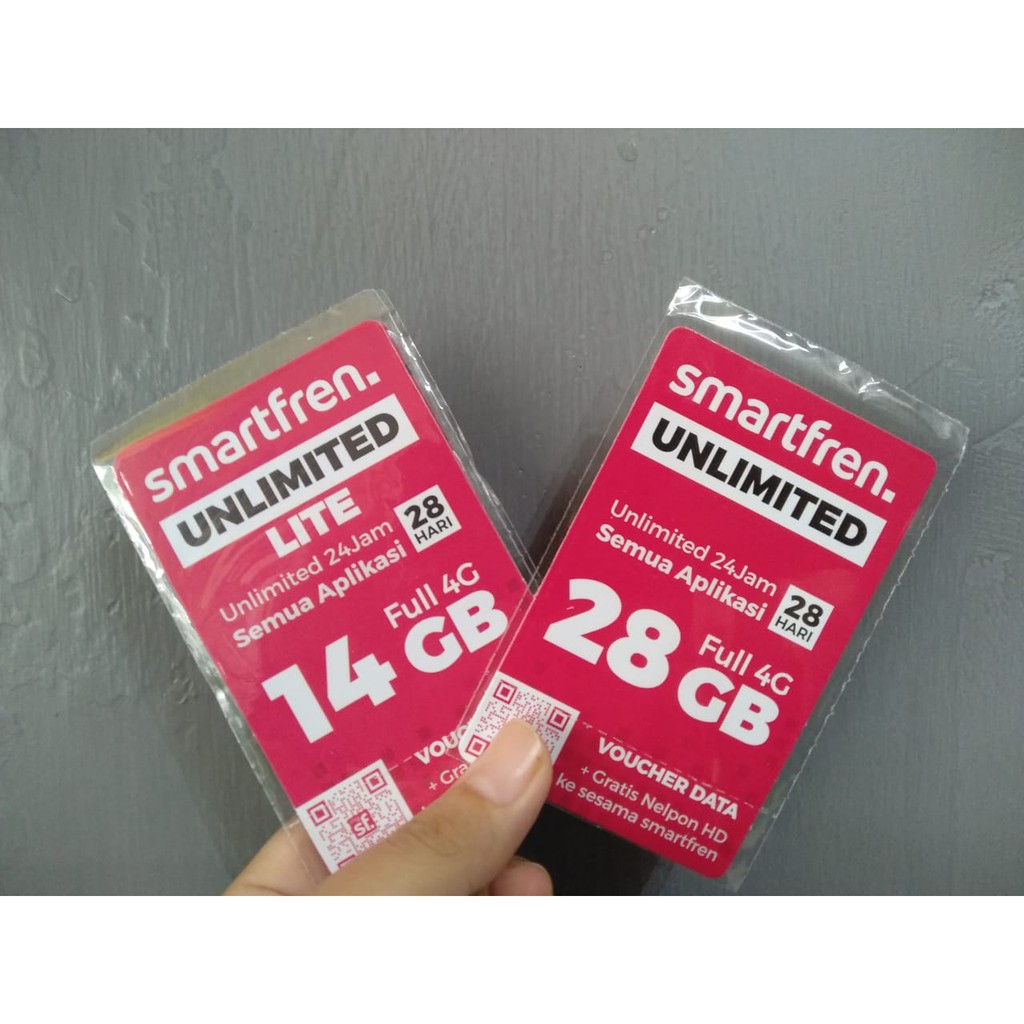 smartfren.
UNLIMITED
LITE
Unlimited 24Jam
Semua Aplikasi
28
HARI
Full 4G
14 GB
sf.
smartfren.
UNLIMITED
Unlimited 24Jam
Semua Aplikasi
28
HARI
Full 4G
28 GB
VOUCHER DATA
+ Gratis Nelpon HD
ke sesama smartfren